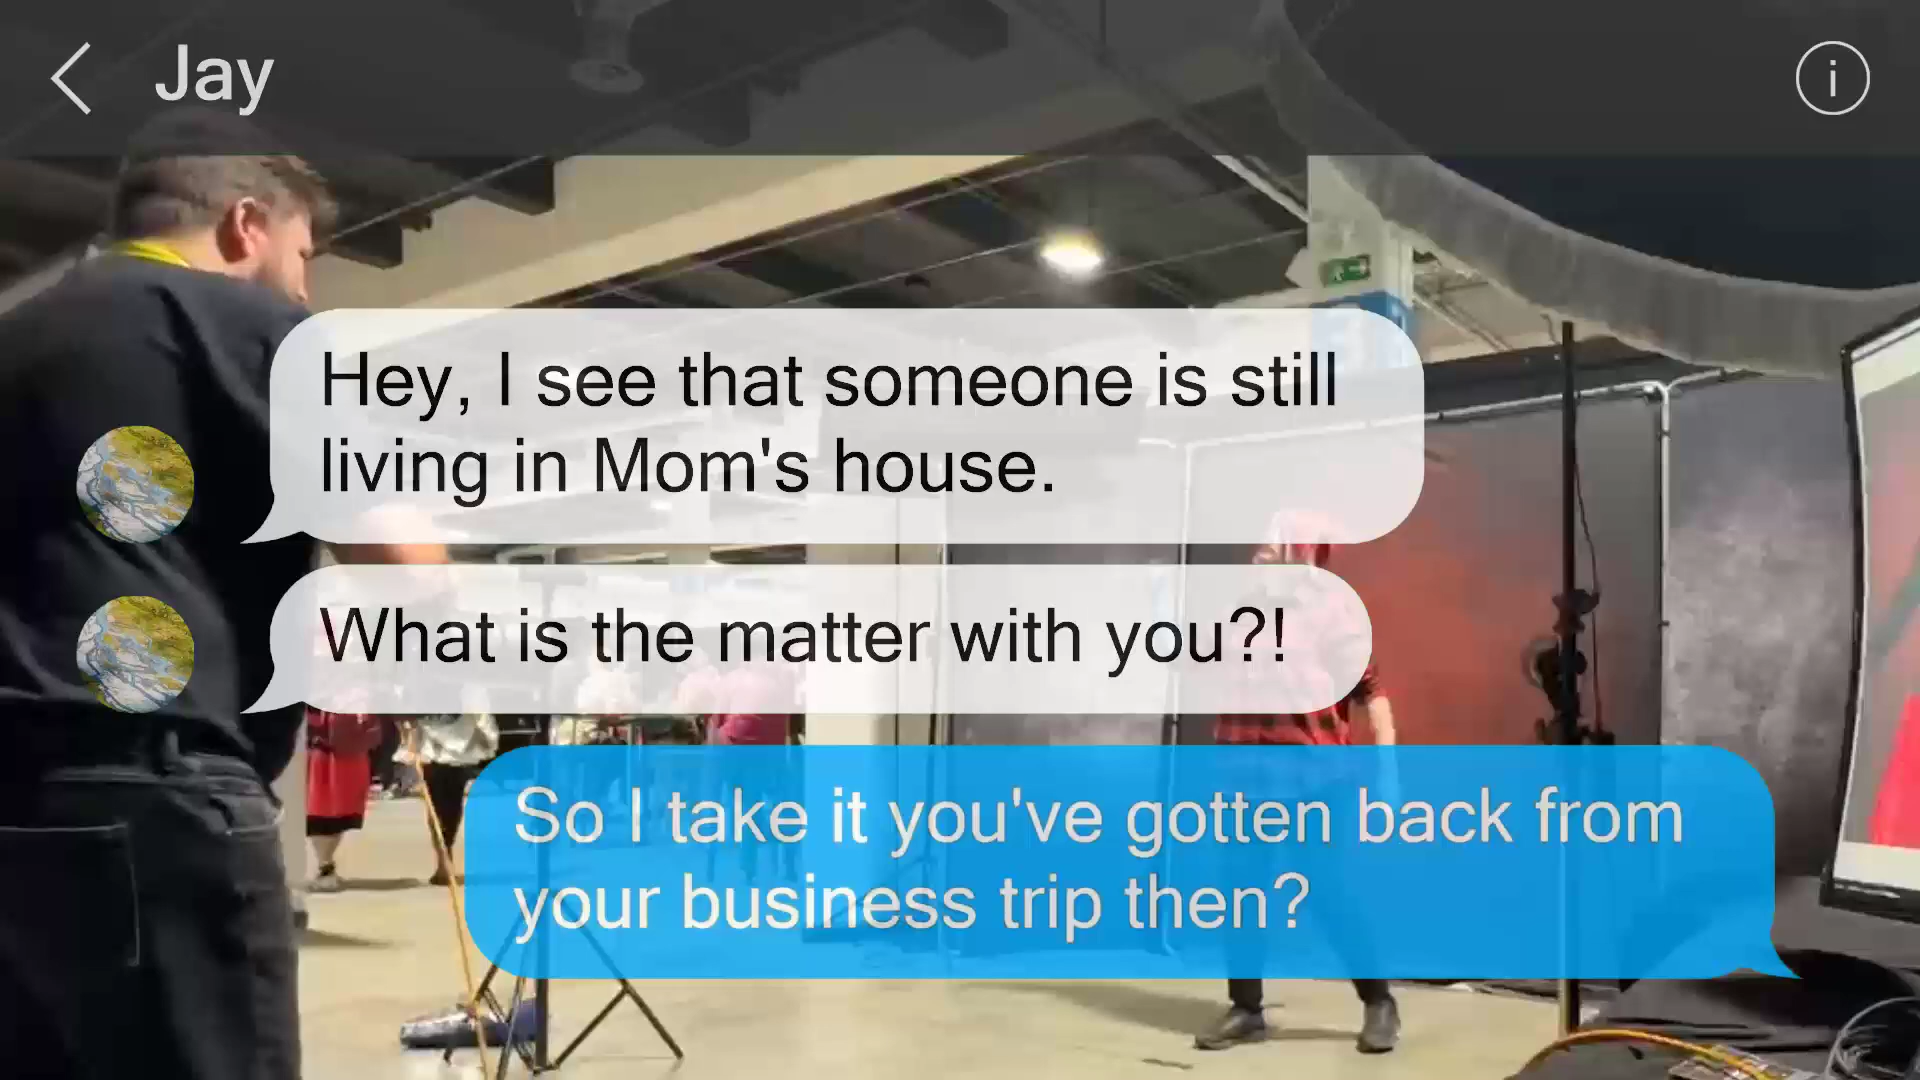 Jay
Hey, I see that someone is still
living in Mom's house.
What is the matter with you?!
So I take it you've gotten back from
your business trip then?